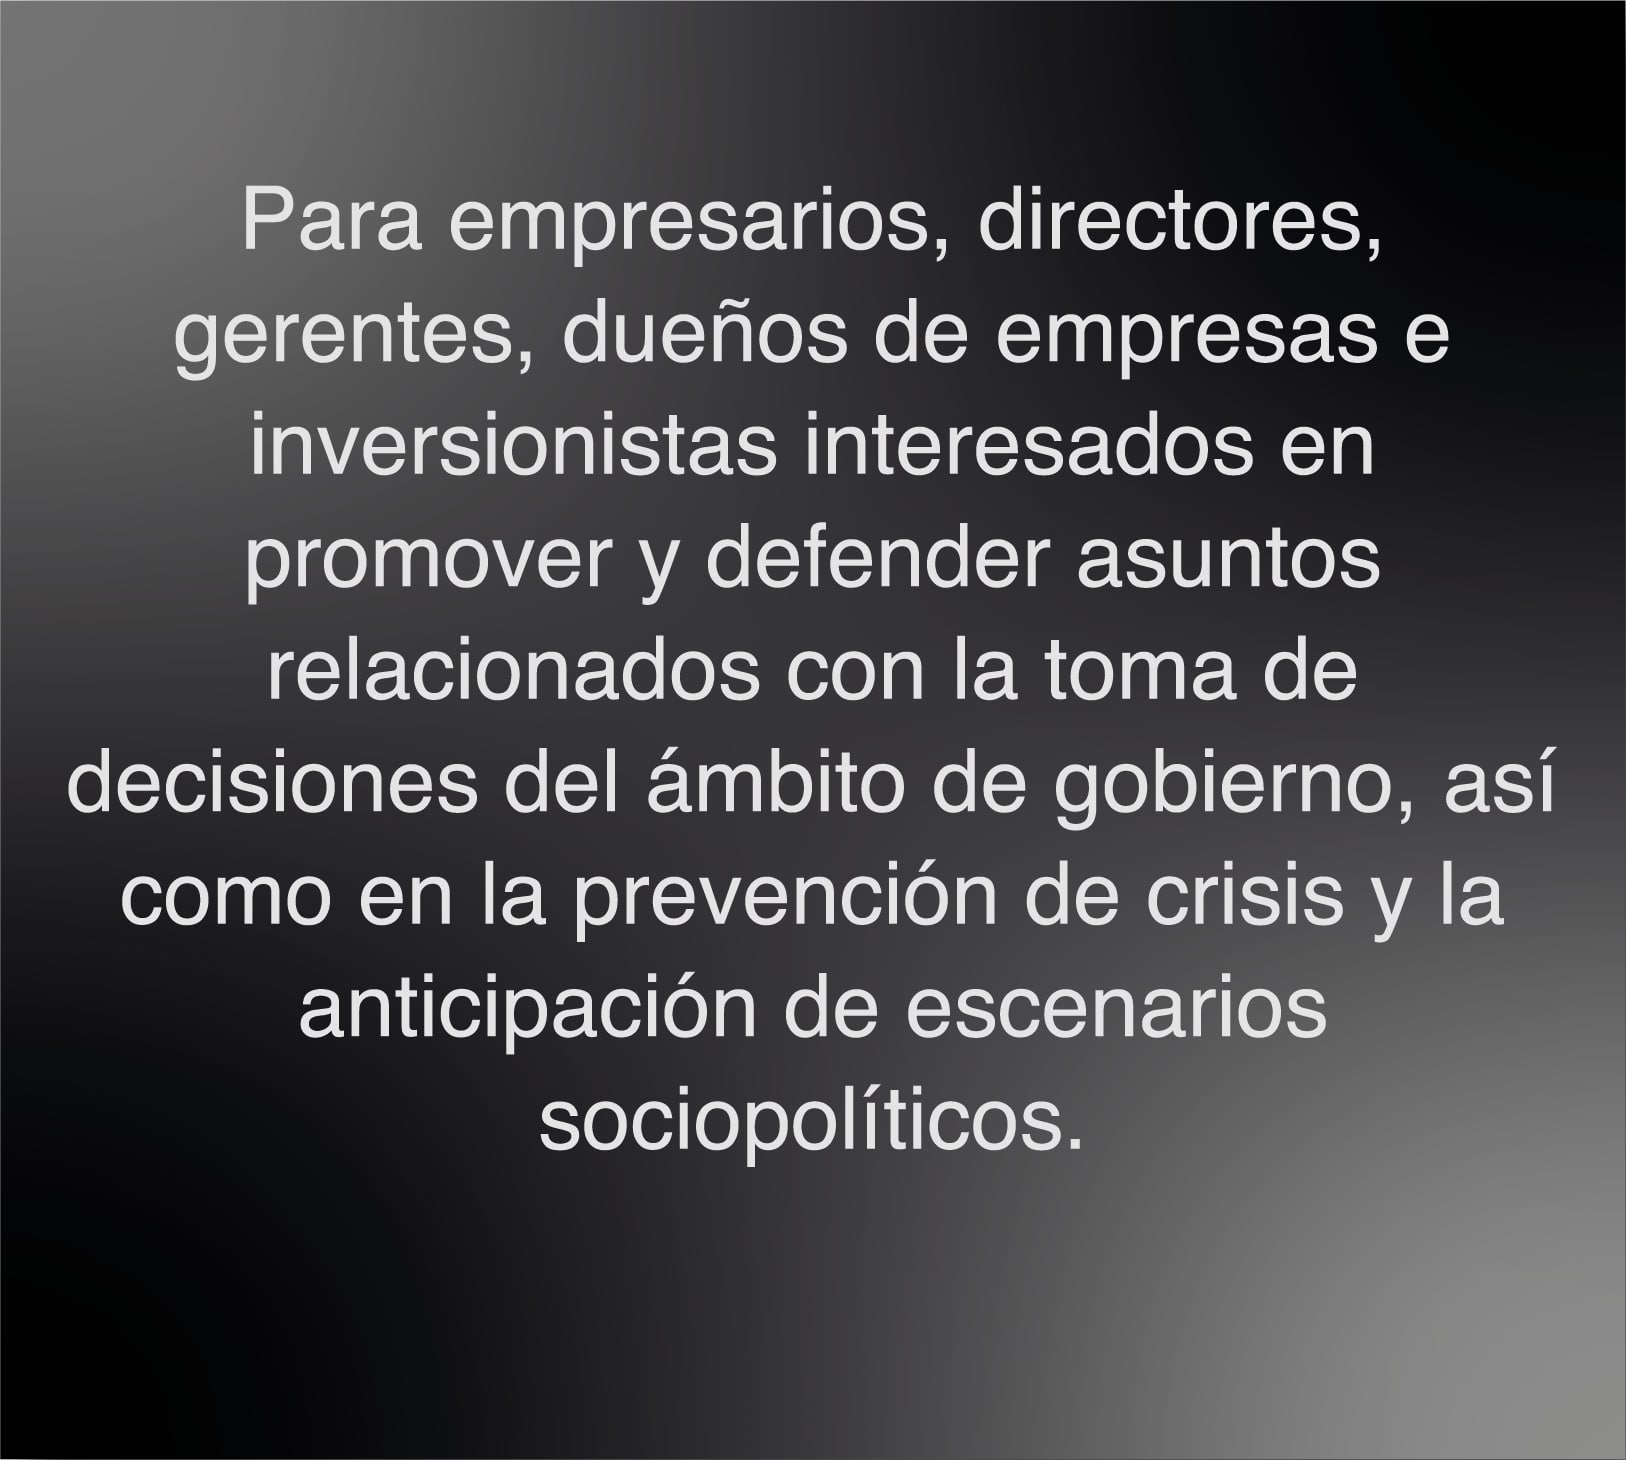 Para empresarios, directores,
gerentes, dueños de empresas e
inversionistas interesados en
promover y defender asuntos
relacionados con la toma de
decisiones del ámbito de gobierno, así
como en la prevención de crisis y la
anticipación de escenarios
sociopolíticos.